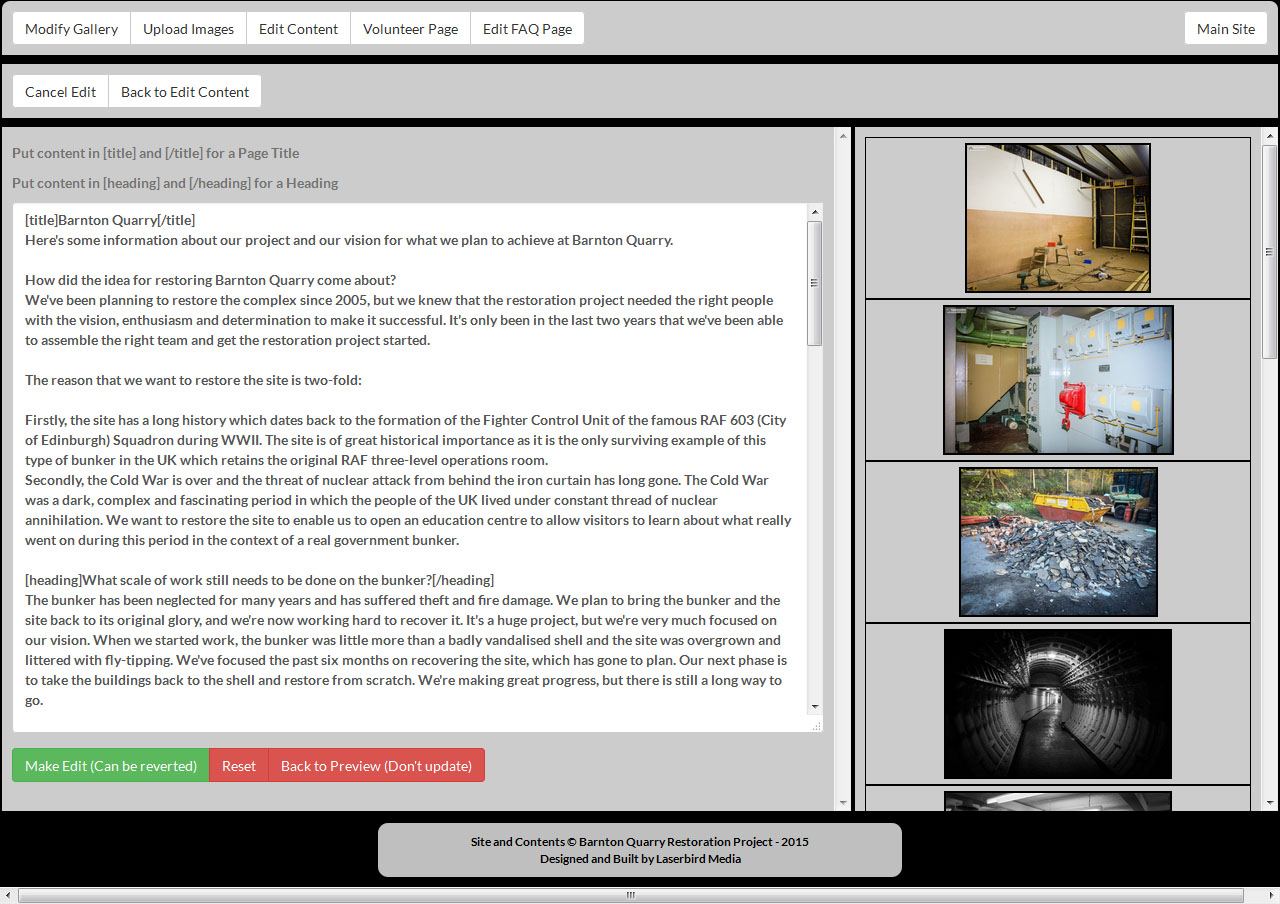 Modify Gallery Upload Images Edit Content Volunteer Page Edit FAQ Page Main Site
Cancel Edit Back to Edit Content
Put content in [title] and [/title] for a Page Title
Put content in [heading] and [/heading] for a Heading
[title]Barnton Quarry[/title]
Here's some information about our project and our vision for what we plan to achieve at Barnton Quarry.
How did the idea for restoring Barnton Quarry come about?
We've been planning to restore the complex since 2005, but we knew that the restoration project needed the right people
with the vision, enthusiasm and determination to make it successful. It's only been in the last two years that we've been able
to assemble the right team and get the restoration project started.
The reason that we want to restore the site is two-fold:
Firstly, the site has a long history which dates back to the formation of the Fighter Control Unit of the famous RAF 603 (City
of Edinburgh) Squadron during WWII. The site is of great historical importance as it is the only surviving example of this
type of bunker in the UK which retains the original RAF three-level operations room.
Secondly, the Cold War is over and the threat of nuclear attack from behind the iron curtain has long gone. The Cold War
was a dark, complex and fascinating period in which the people of the UK lived under constant thread of nuclear
annihilation. We want to restore the site to enable us to open an education centre to allow visitors to learn about what really
went on during this period in the context of a real government bunker.
[heading]What scale of work still needs to be done on the bunker?[/heading]
The bunker has been neglected for many years and has suffered theft and fire damage. We plan to bring the bunker and the
site back to its original glory, and we're now working hard to recover it. It's a huge project, but we're very much focused on
our vision. When we started work, the bunker was little more than a badly vandalised shell and the site was overgrown and
littered with fly-tipping. We've focused the past six months on recovering the site, which has gone to plan. Our next phase is
to take the buildings back to the shell and restore from scratch. We're making great progress, but there is still a long way to
go.
Make Edit (Can be reverted) Reset Back to Preview (Don't update)
Site and Contents © Barnton Quarry Restoration Project - 2015
Designed and Built by Laserbird Media